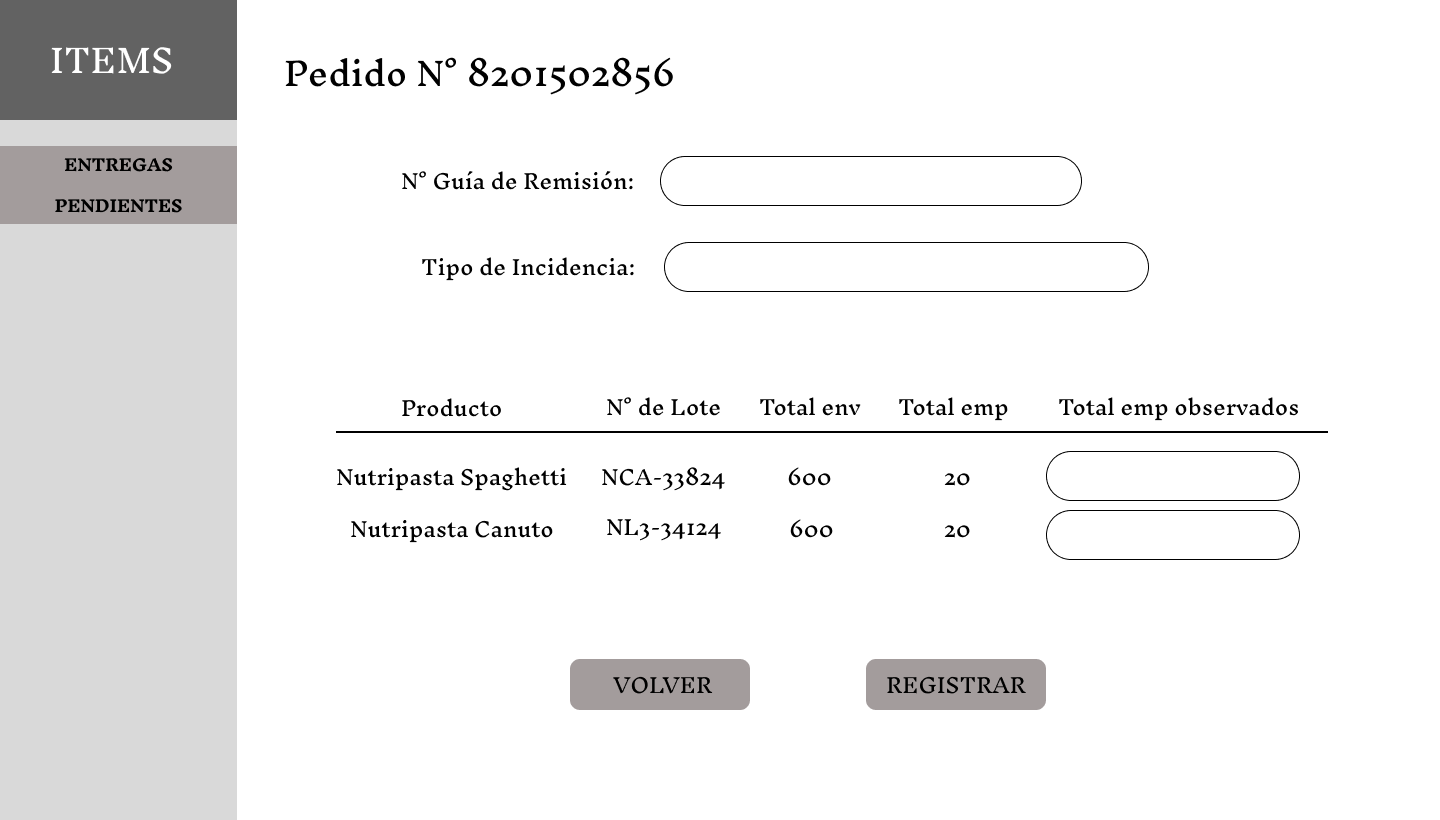 ITEMS
Pedido N° 8201502856
ENTREGAS
PENDIENTES
N° Guía de Remisión:
Tipo de Incidencia:
Producto N° de Lote Total env Total emp Total emp observados
Nutripasta Spaghetti NCA-33824 600 20
Nutripasta Canuto NL3-34124 600 20
VOLVER REGISTRAR